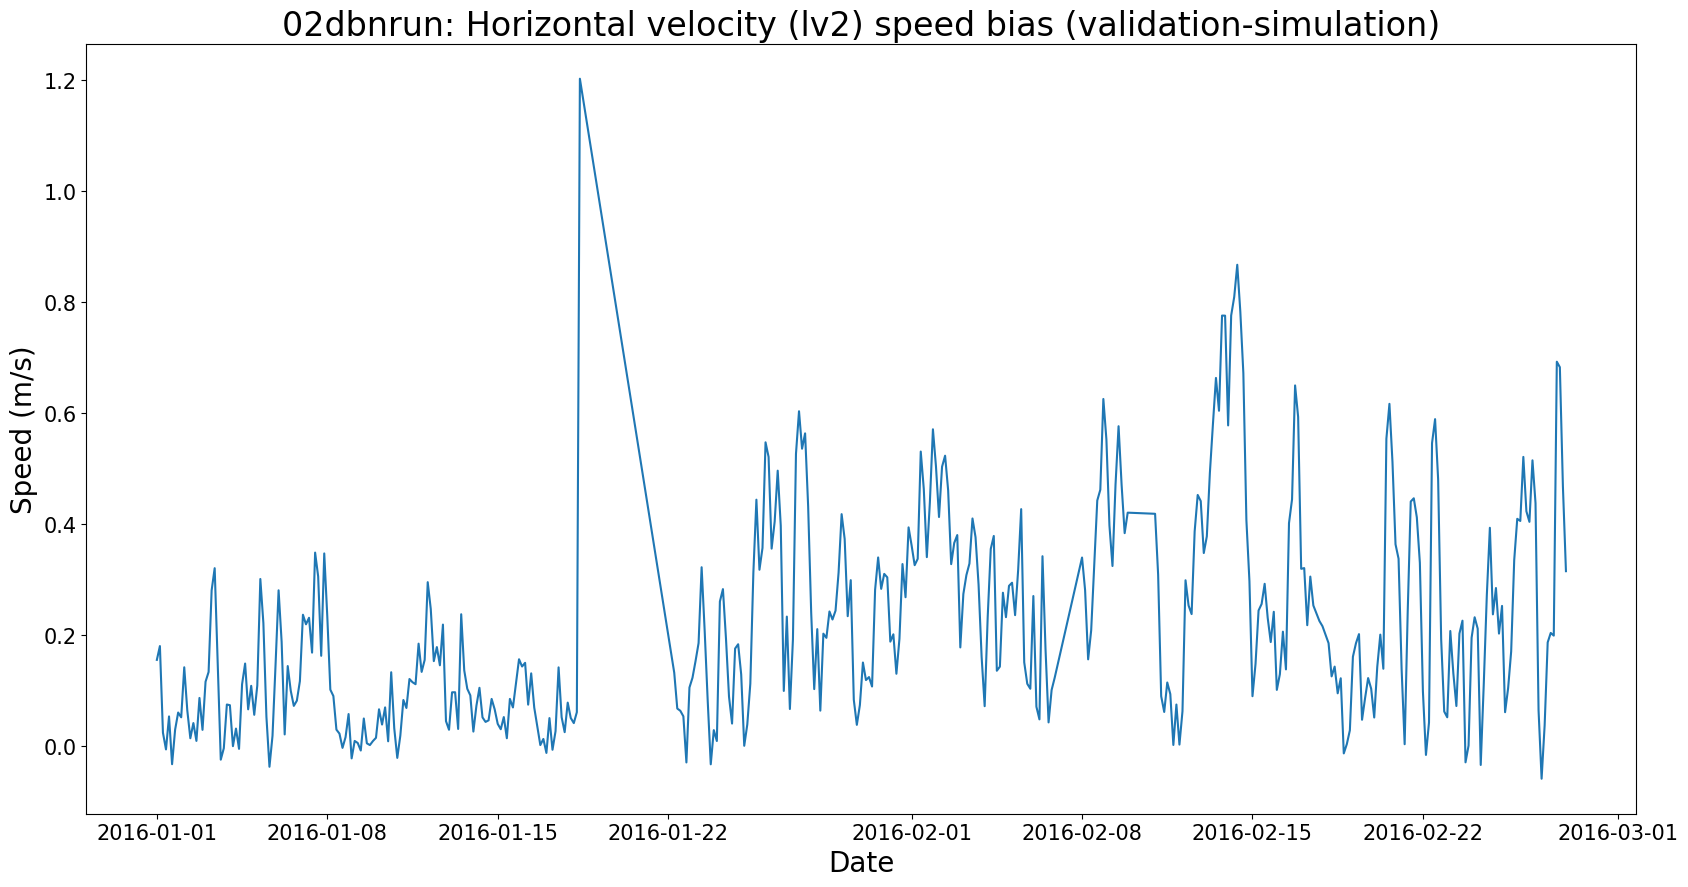 02dbnrun: Horizontal velocity (lv2) speed bias (validation-simulation)
Speed (m/s)
1.2
1.0
0.8
0.6
0.4
0.2
0.0
2016-01-01 2016-01-08 2016-01-15 2016-01-22 2016-02-01 2016-02-08 2016-02-15 2016-02-22 2016-03-01
Date